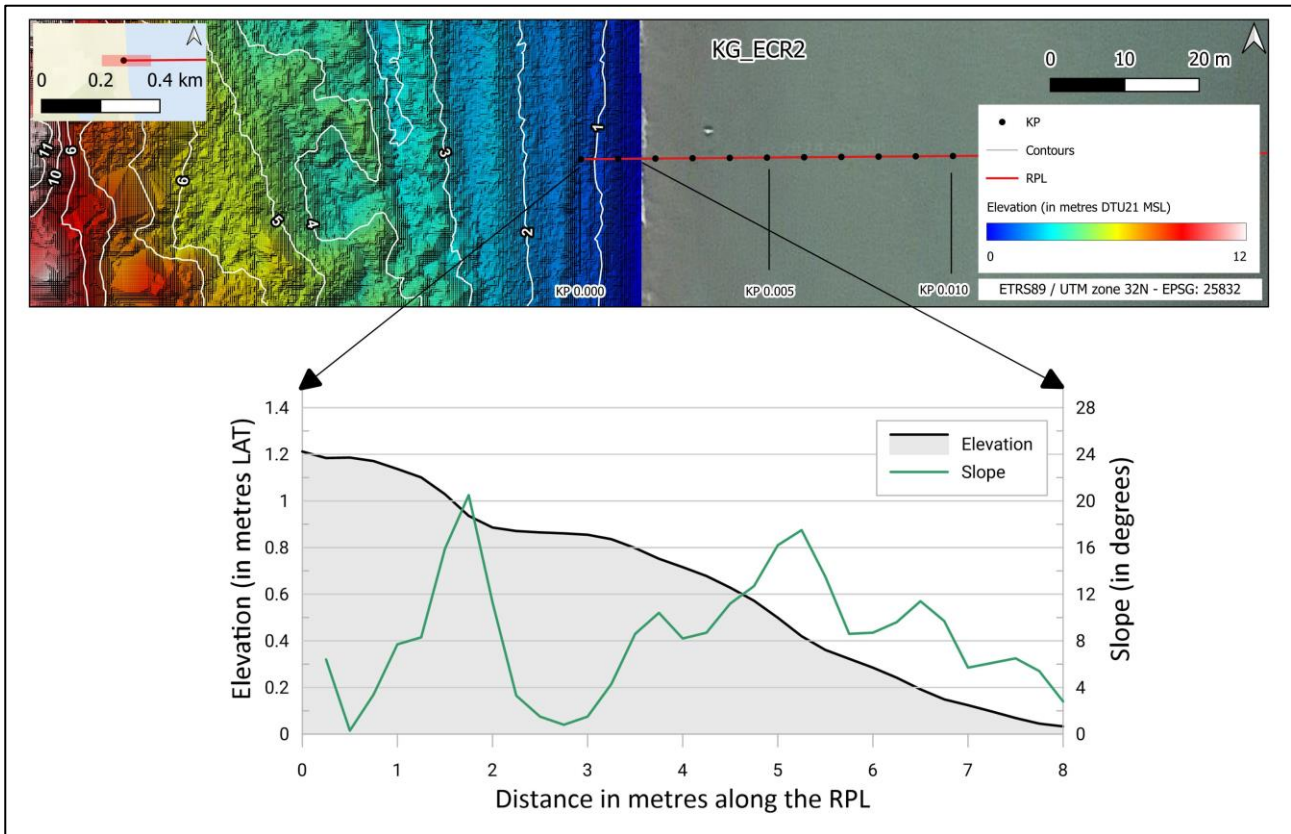 KG_ECR2
0 0.2 0.4 km
0 10 20 m
KP
Contours
RPL
Elevation (in metres DTU21 MSL)
0 12
ETRS89 / UTM zone 32N - EPSG: 25832
11
10
9
6
5
4
3
2
1
KP 0.000
KP 0.005
KP 0.010
Elevation (in metres LAT)
1.4
1.2
1
0.8
0.6
0.4
0.2
0
Elevation
Slope
28
24
20
16
12
8
4
0
Slope (in degrees)
0 1 2 3 4 5 6 7 8
Distance in metres along the RPL